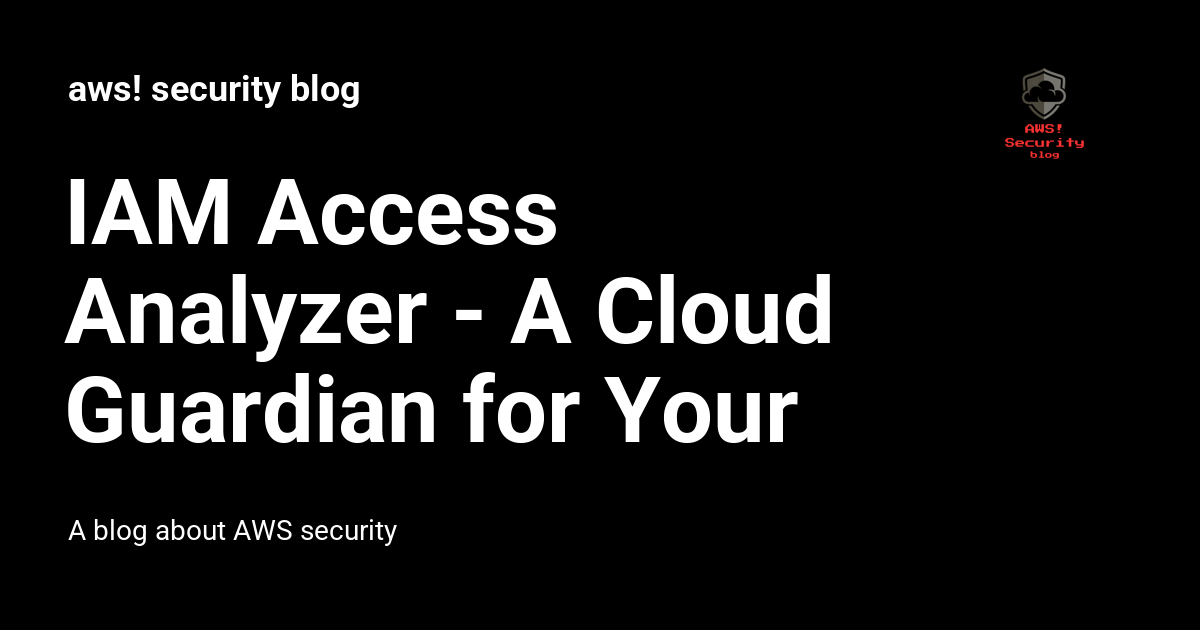 aws! security blog
AWS!
Security
blog
IAM Access
Analyzer - A Cloud
Guardian for Your
A blog about AWS security